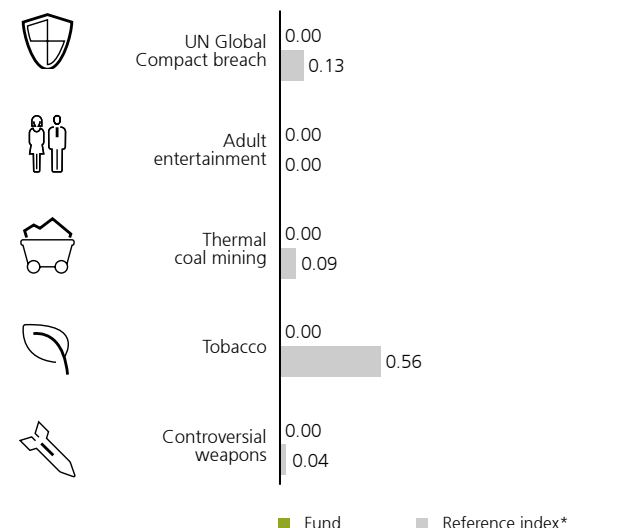 UN Global
Compact breach
0.00
0.13
Adult
entertainment
0.00
0.00
Thermal
coal mining
0.00
0.09
Tobacco
0.00
0.56
Controversial
weapons
0.00
0.04
Fund
Reference index*